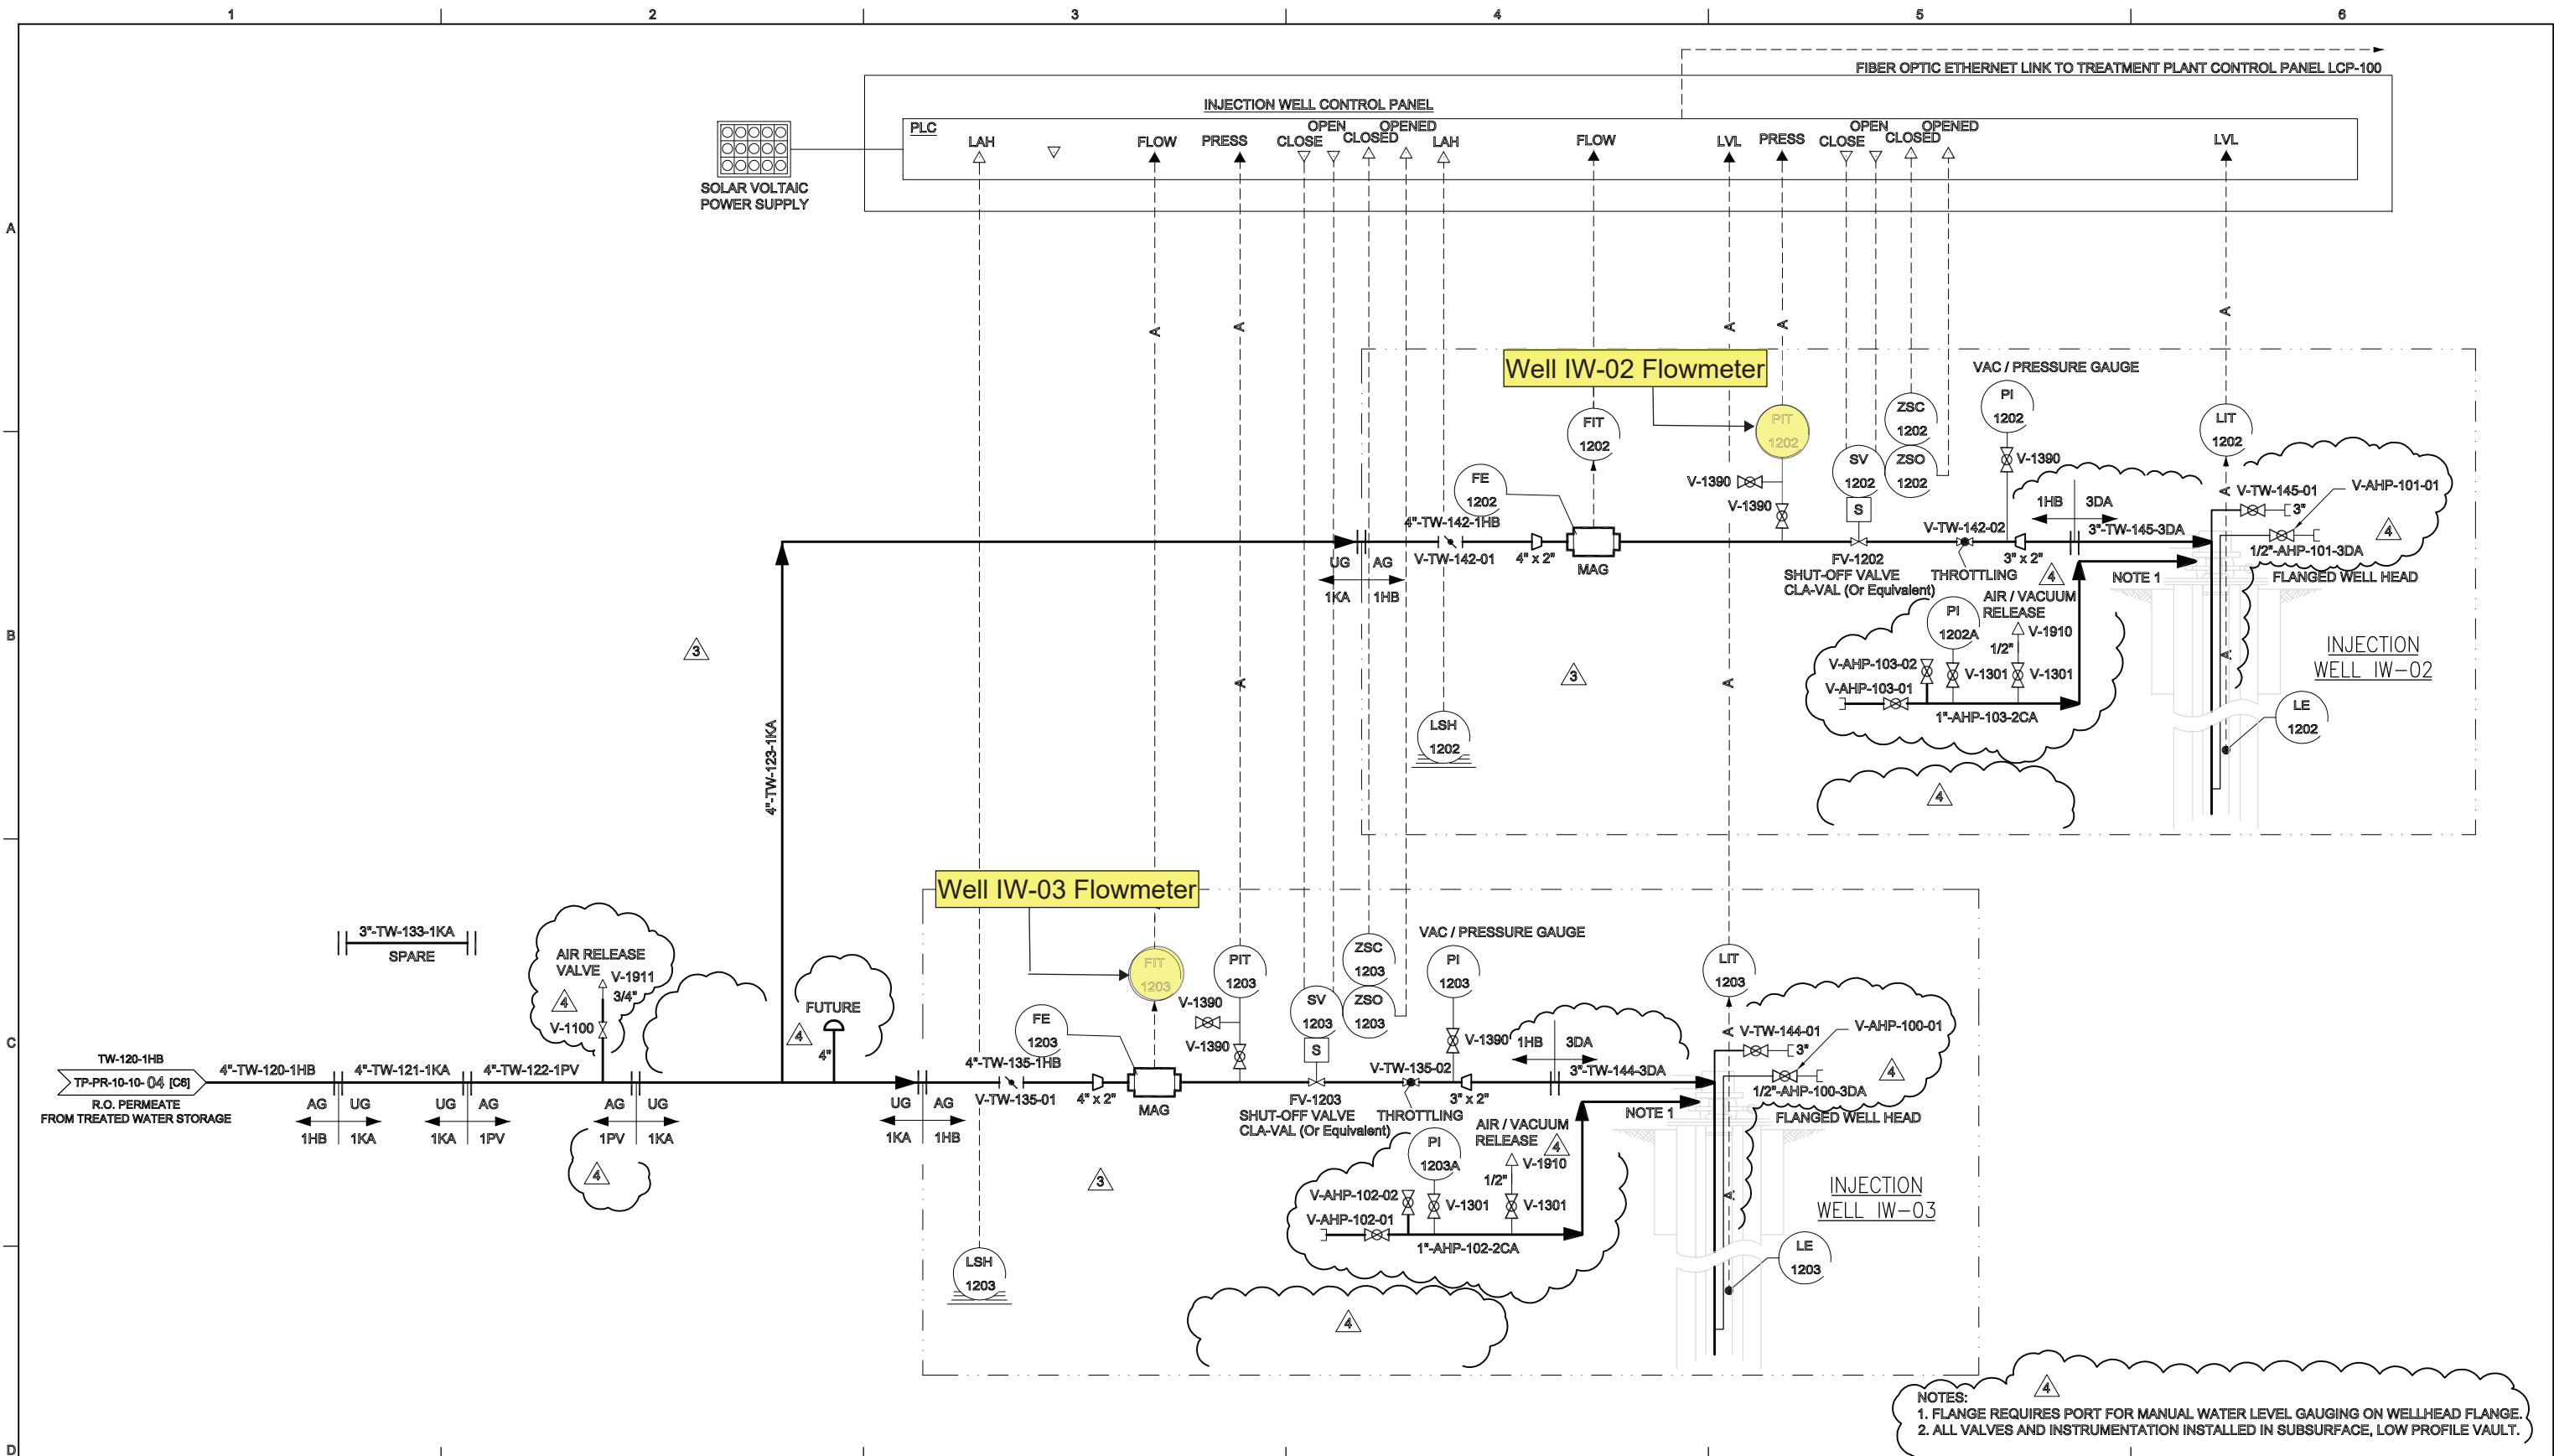 1 2 3 4 5 6
FIBER OPTIC ETHERNET LINK TO TREATMENT PLANT CONTROL PANEL LCP-100
INJECTION WELL CONTROL PANEL
PLC
LAH
FLOW
PRESS
CLOSE
OPEN
CLOSED
OPENED
LAH
FLOW
LVL
PRESS
CLOSE
OPEN
CLOSED
OPENED
LVL
SOLAR VOLTAIC
POWER SUPPLY
A
A
A
A
A
A
Well IW-02 Flowmeter
VAC / PRESSURE GAUGE
FIT
1202
PIT
1202
ZSC
1202
PI
1202
LIT
1202
FE
1202
V-1390
V-1390
SV
1202
S
ZSO
1202
V-1390
1HB
3DA
A
V-TW-145-01
V-AHP-101-01
3"
4
4"-TW-142-1HB
V-TW-142-01
4" x 2"
MAG
FV-1202
SHUT-OFF VALVE
CLA-VAL (Or Equivalent)
V-TW-142-02
THROTTLING
3" x 2"
3"-TW-145-3DA
1/2"-AHP-101-3DA
FLANGED WELL HEAD
NOTE 1
UG
AG
1KA
1HB
4
AIR / VACUUM
RELEASE
PI
1202A
V-1910
1/2"
V-AHP-103-02
V-1301
V-1301
V-AHP-103-01
1"-AHP-103-2CA
B
3
3
A
A
A
INJECTION
WELL IW-02
LSH
1202
LE
1202
4"-TW-123-1KA
4
Well IW-03 Flowmeter
3"-TW-133-1KA
SPARE
AIR RELEASE
VALVE
V-1911
3/4"
4
V-1100
FUTURE
4
4"
FIT
1203
PIT
1203
ZSC
1203
VAC / PRESSURE GAUGE
PI
1203
LIT
1203
FE
1203
V-1390
V-1390
SV
1203
S
ZSO
1203
V-1390
1HB
3DA
A
V-TW-144-01
V-AHP-100-01
3"
4
C
TW-120-1HB
TP-PR-10-10-04 [C6]
R.O. PERMEATE
FROM TREATED WATER STORAGE
4"-TW-120-1HB
4"-TW-121-1KA
4"-TW-122-1PV
AG
UG
1HB
1KA
UG
AG
1KA
1PV
AG
UG
1PV
1KA
4
UG
AG
1KA
1HB
4"-TW-135-1HB
V-TW-135-01
4" x 2"
MAG
FV-1203
SHUT-OFF VALVE
CLA-VAL (Or Equivalent)
V-TW-135-02
THROTTLING
3" x 2"
3"-TW-144-3DA
1/2"-AHP-100-3DA
FLANGED WELL HEAD
NOTE 1
AIR / VACUUM
RELEASE
4
PI
1203A
V-1910
1/2"
V-AHP-102-02
V-1301
V-1301
V-AHP-102-01
1"-AHP-102-2CA
3
A
INJECTION
WELL IW-03
LSH
1203
LE
1203
4
4
NOTES:
1. FLANGE REQUIRES PORT FOR MANUAL WATER LEVEL GAUGING ON WELLHEAD FLANGE.
2. ALL VALVES AND INSTRUMENTATION INSTALLED IN SUBSURFACE, LOW PROFILE VAULT.
D